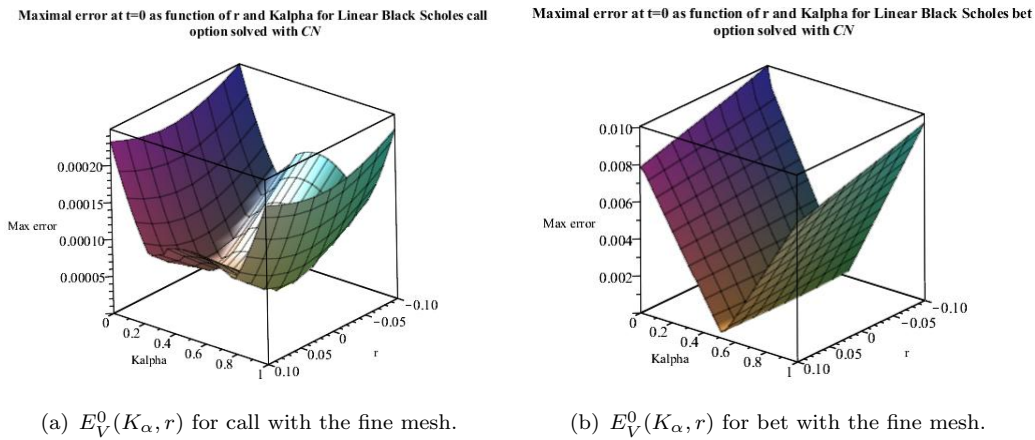 Maximal error at t=0 as function of r and Kalpha for Linear Black Scholes call
option solved with CN
0.00020
0.00015
Max error
0.00010
0.00005
0
0.2
0.4
Kalpha
0.6
0.8
1
0.10
0.05
0
r
−0.05
−0.10
(a) $E_V^0(K_\alpha, r)$ for call with the fine mesh.
Maximal error at t=0 as function of r and Kalpha for Linear Black Scholes bet
option solved with CN
0.010
0.008
0.006
Max error
0.004
0.002
0
0.2
0.4
Kalpha
0.6
0.8
1
0.10
0.05
0
r
−0.05
−0.10
(b) $E_V^0(K_\alpha, r)$ for bet with the fine mesh.